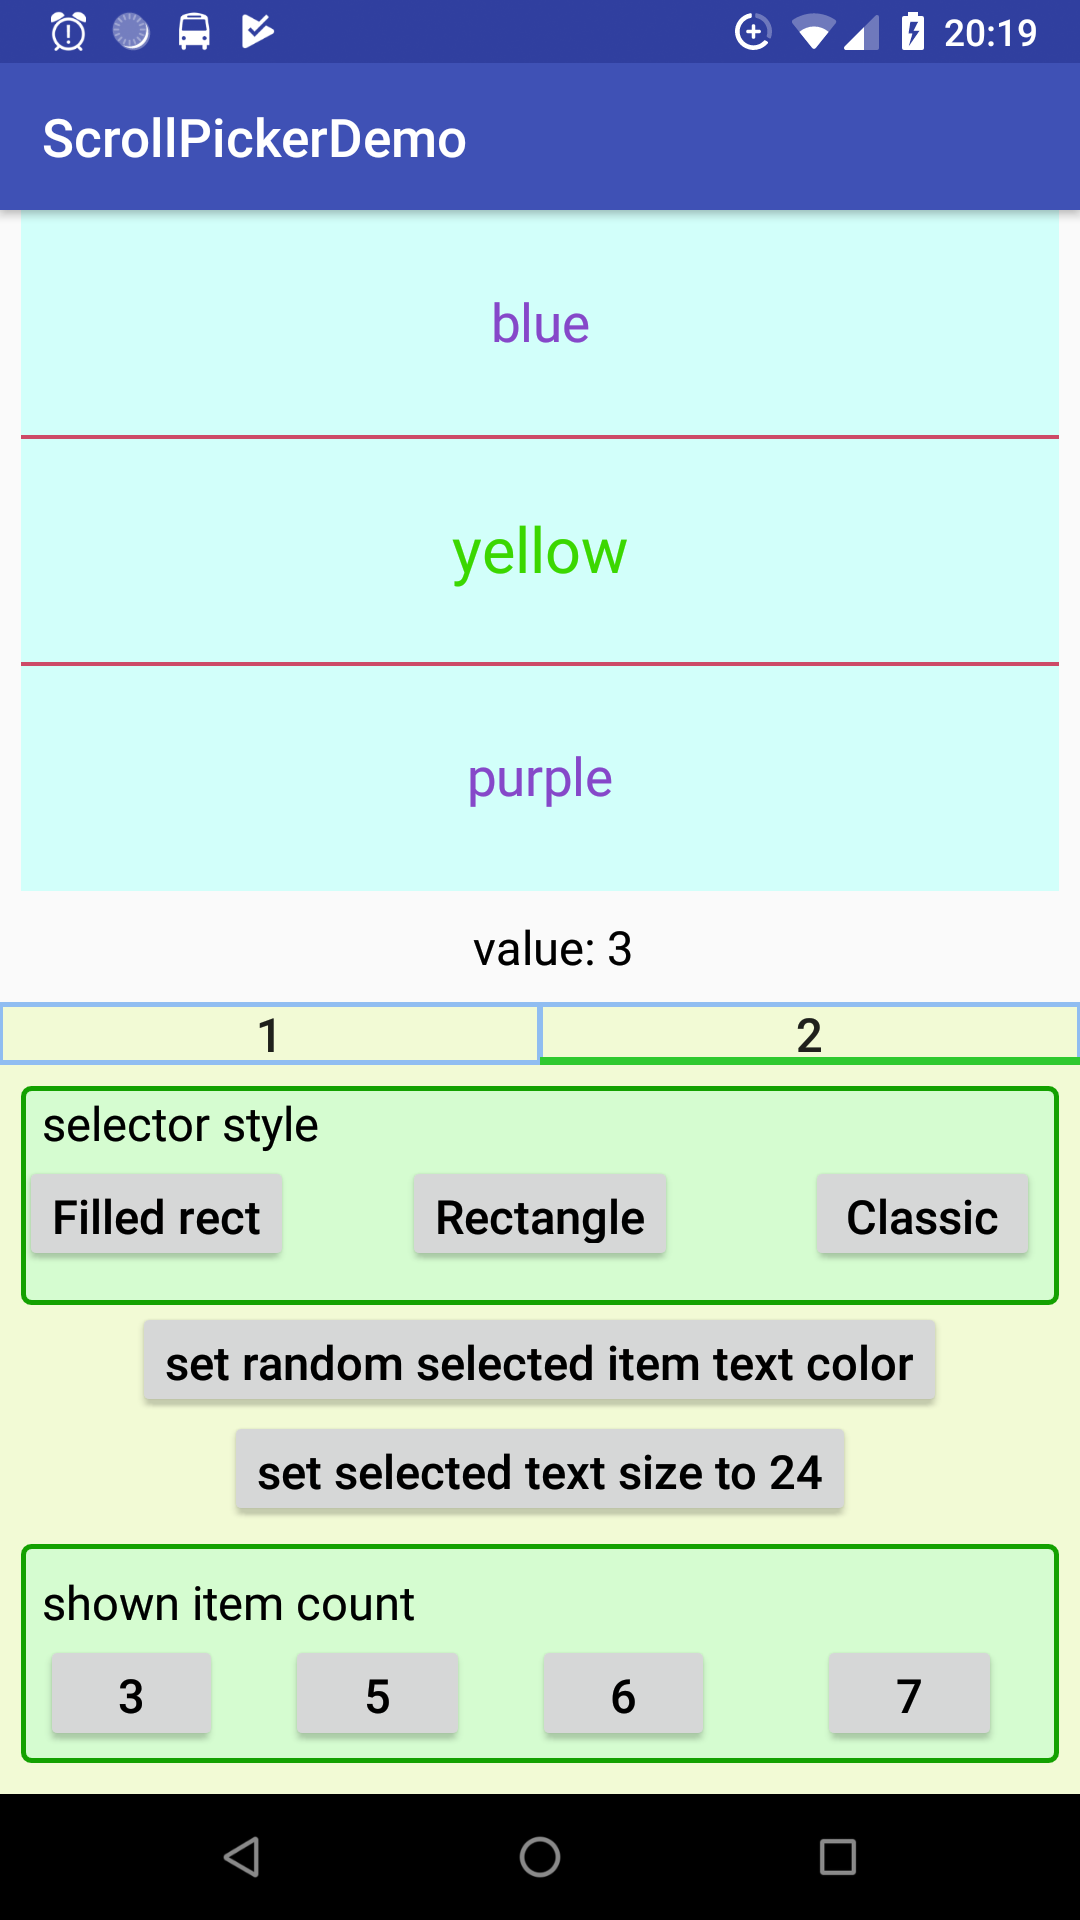 20:19
ScrollPickerDemo
blue
yellow
purple
value: 3
1 2
selector style
Filled rect Rectangle Classic
set random selected item text color
set selected text size to 24
shown item count
3 5 6 7